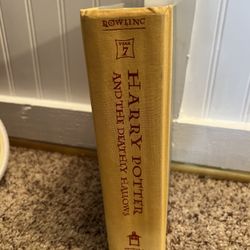 ROWLING
YEAR
7
HARRY POTTER
AND THE DEATHLY HALLOWS